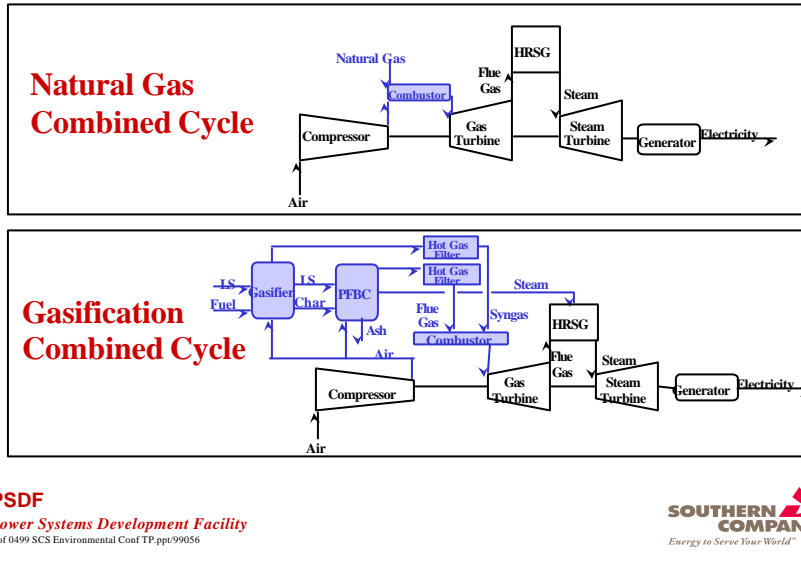 Natural Gas
Combined Cycle
Natural Gas
Combustor
Flue
Gas
HRSG
Steam
Compressor
Gas
Turbine
Steam
Turbine
Generator
Electricity
Air
Gasification
Combined Cycle
Hot Gas
Filter
Hot Gas
Filter
LS
Fuel
Gasifier
LS
Char
PFBC
Ash
Air
Flue
Gas
Syngas
Steam
Combustor
HRSG
Flue
Gas
Steam
Compressor
Gas
Turbine
Steam
Turbine
Generator
Electricity
Air
PSDF
ower Systems Development Facility
of 0499 SCS Environmental Conf TP.ppt/99056
SOUTHERN
COMPAN
Energy to Serve Your World™